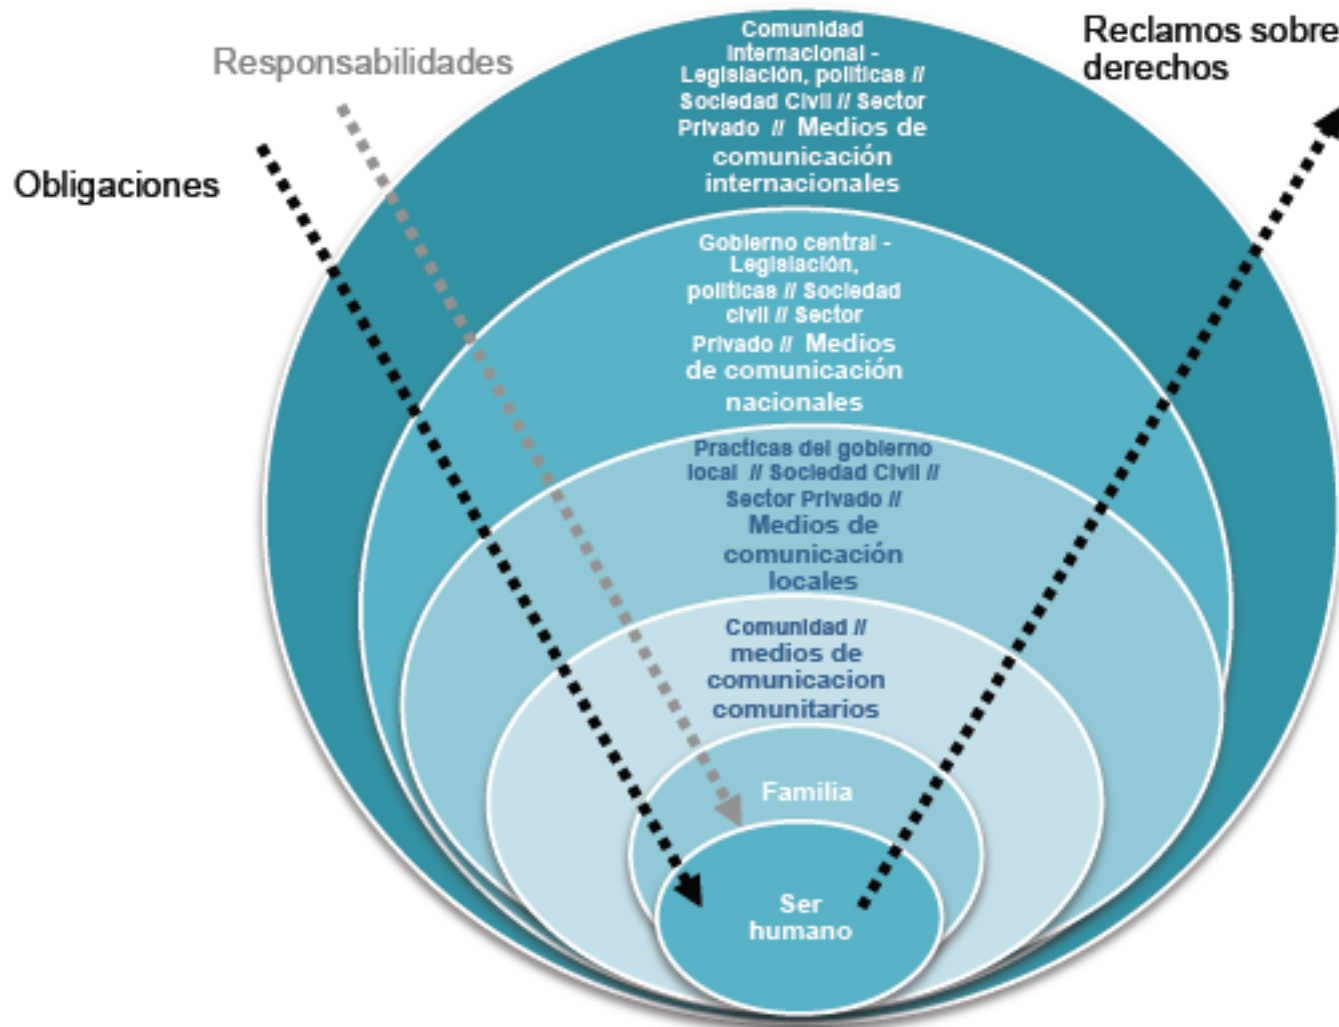 Responsabilidades
Obligaciones
Reclamos sobre
derechos
Comunidad
internacional -
Legislación, políticas //
Sociedad Civil // Sector
Privado // Medios de
comunicación
internacionales
Gobierno central -
Legislación,
políticas // Sociedad
civil // Sector
Privado // Medios
de comunicación
nacionales
Practicas del gobierno
local // Sociedad Civil //
Sector Privado //
Medios de
comunicación
locales
Comunidad //
medios de
comunicacion
comunitarios
Familia
Ser
humano